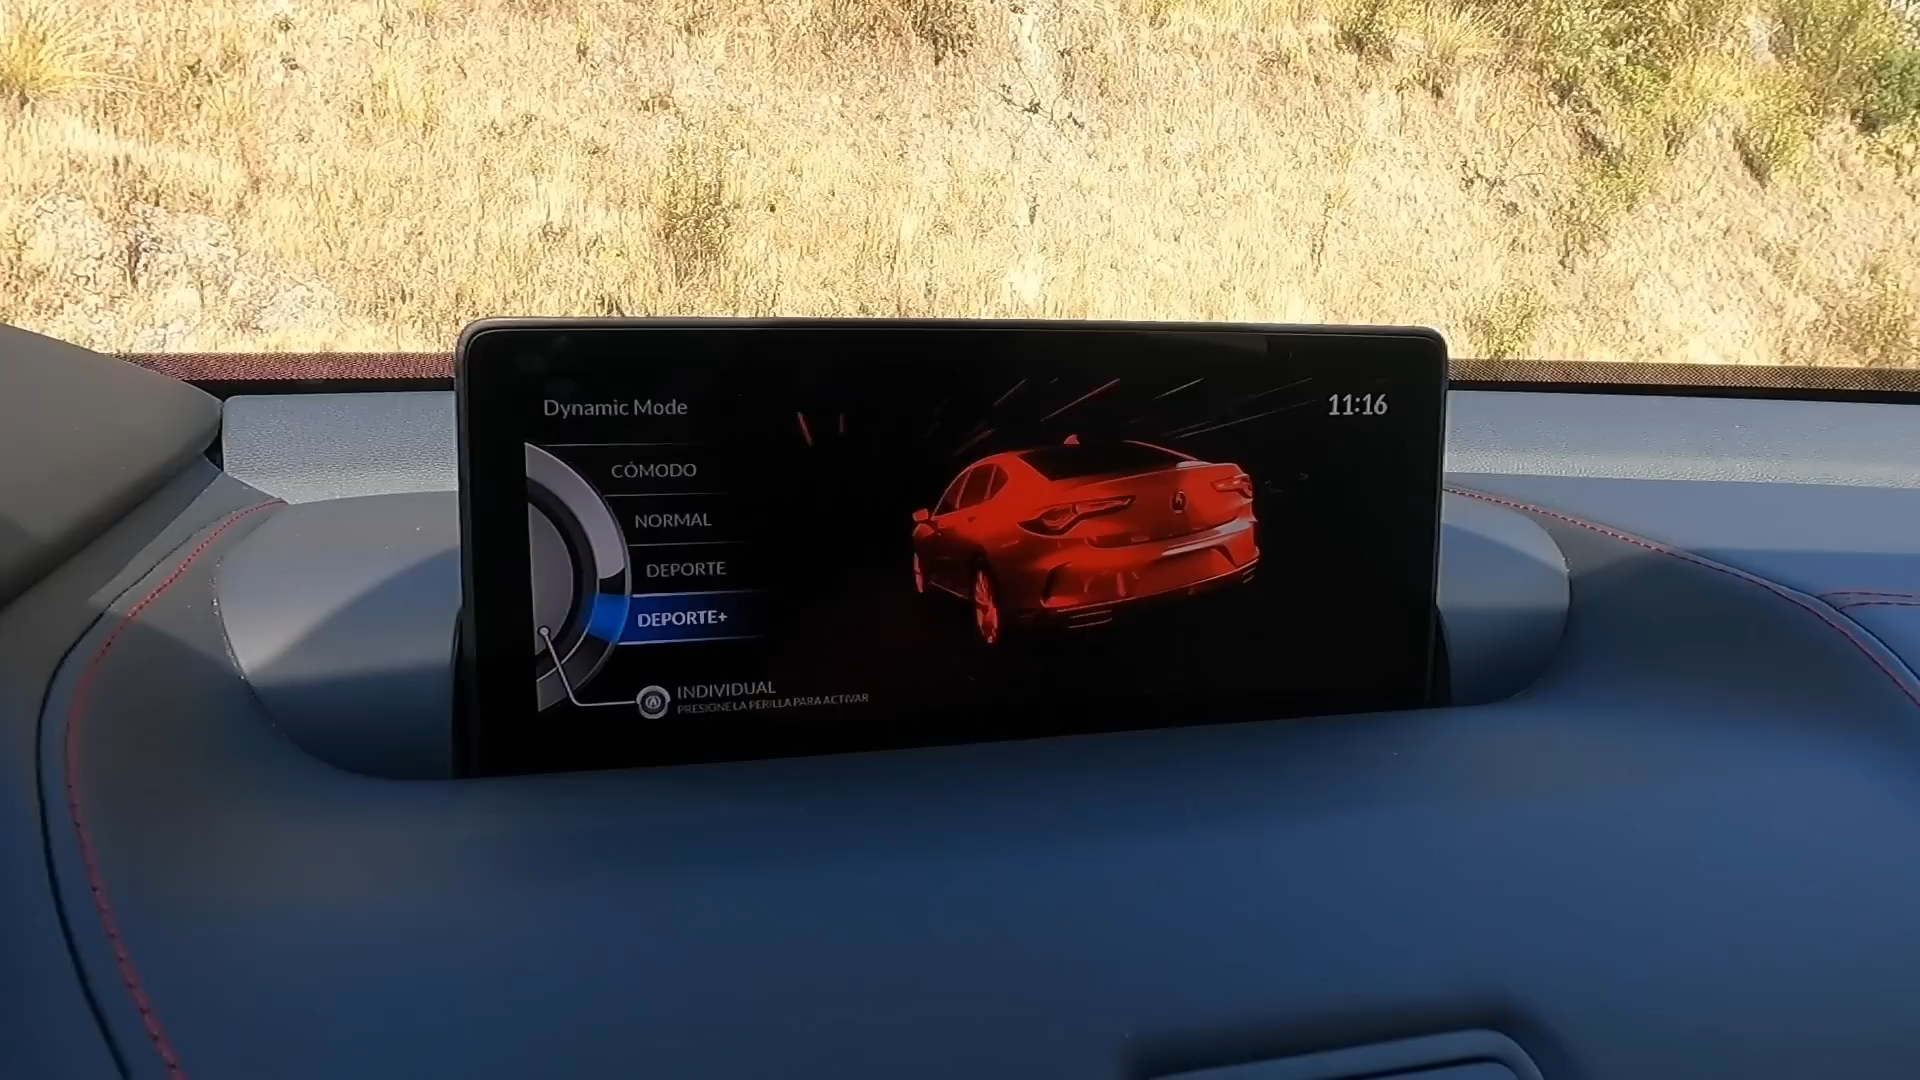 Dynamic Mode
11:16
CÓMODO
NORMAL
DEPORTE
DEPORTE+
INDIVIDUAL
PRESIONE LA PERILLA PARA ACTIVAR